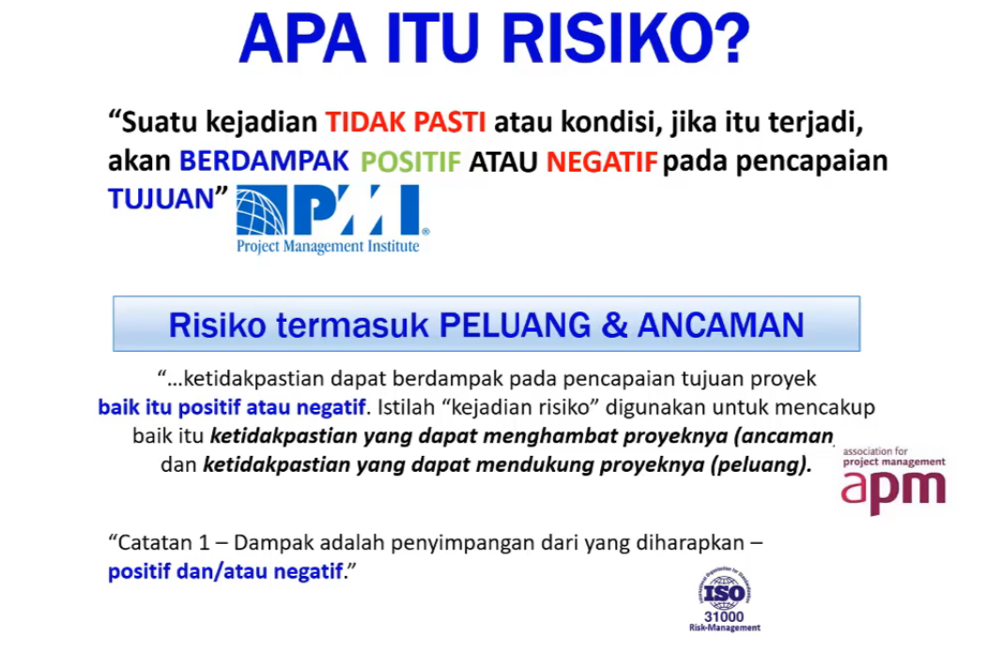 APA ITU RISIKO?
“Suatu kejadian TIDAK PASTI atau kondisi, jika itu terjadi,
akan BERDAMPAK POSITIF ATAU NEGATIF pada pencapaian
TUJUAN”
PMI®
Project Management Institute
Risiko termasuk PELUANG & ANCAMAN
“...ketidakpastian dapat berdampak pada pencapaian tujuan proyek
baik itu positif atau negatif. Istilah “kejadian risiko” digunakan untuk mencakup
baik itu ketidakpastian yang dapat menghambat proyeknya (ancaman
dan ketidakpastian yang dapat mendukung proyeknya (peluang).
association for
project management
apm
“Catatan 1 – Dampak adalah penyimpangan dari yang diharapkan –
positif dan/atau negatif.”
International Organization for Standardization
ISO
31000
Risk-Management